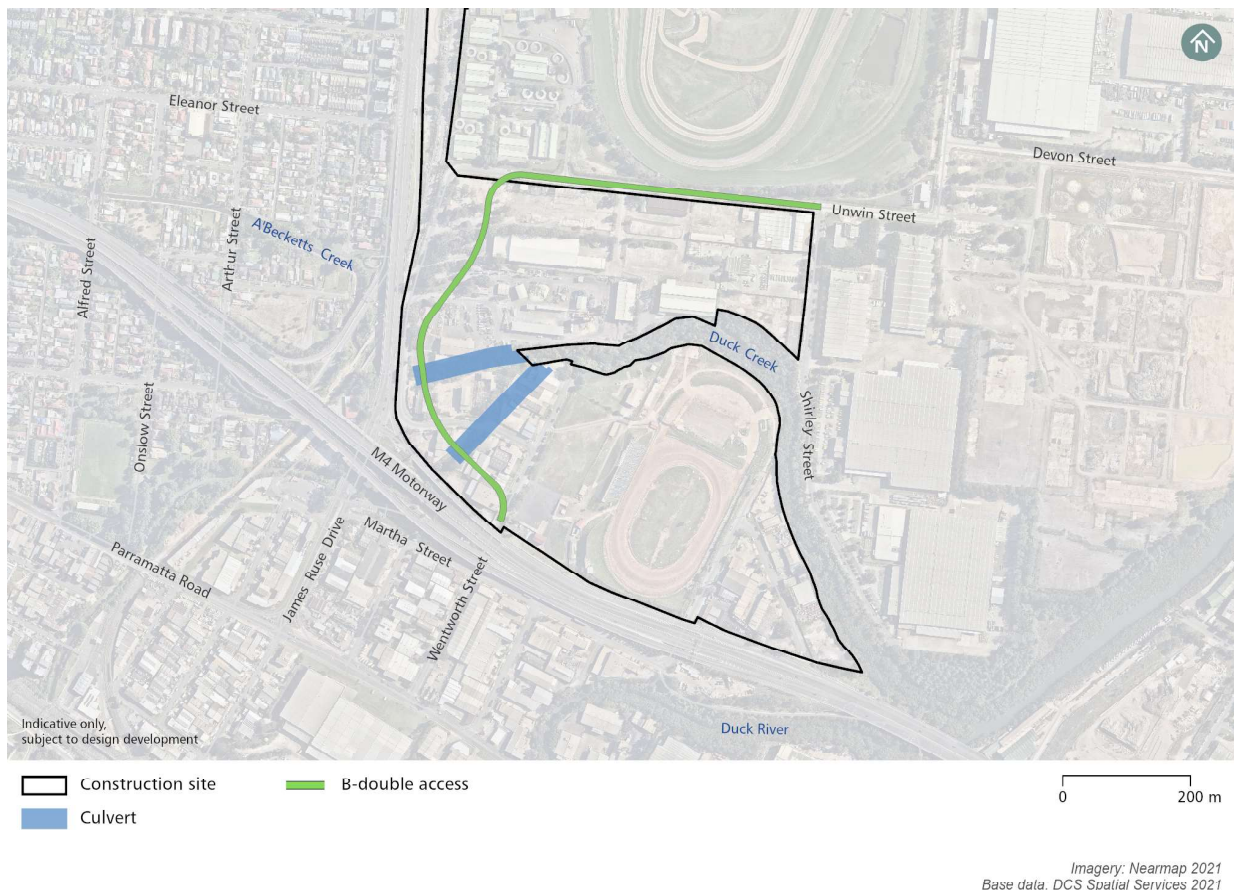 N
Eleanor Street
Devon Street
Unwin Street
A'Becketts Creek
Arthur Street
Alfred Street
Duck Creek
Onslow Street
Shirley Street
M4 Motorway
Martha Street
James Ruse Drive
Parramatta Road
Wentworth Street
Indicative only,
subject to design development
Duck River
Construction site
B-double access
Culvert
0 200 m
Imagery: Nearmap 2021
Base data. DCS Spatial Services 2021